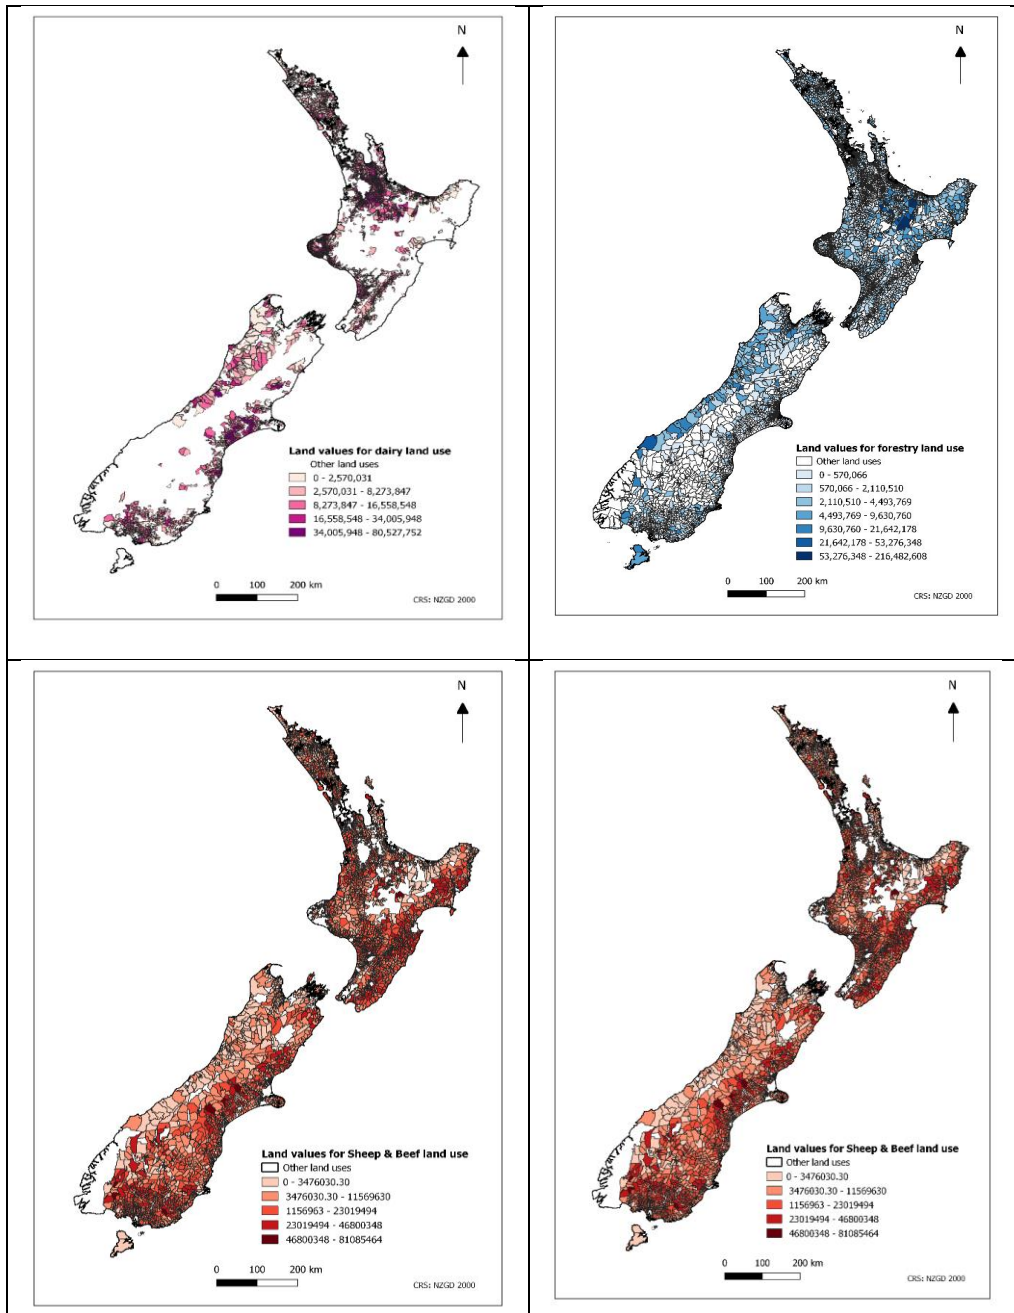 N
Land values for dairy land use
Other land uses
0 - 2,570,031
2,570,031 - 8,273,847
8,273,847 - 16,558,548
16,558,548 - 34,005,948
34,005,948 - 80,527,752
0 100 200 km
CRS: NZGD 2000
N
Land values for forestry land use
Other land uses
0 - 570,066
570,066 - 2,110,510
2,110,510 - 4,493,769
4,493,769 - 9,630,760
9,630,760 - 21,642,178
21,642,178 - 53,276,348
53,276,348 - 216,482,608
0 100 200 km
CRS: NZGD 2000
N
Land values for Sheep & Beef land use
Other land uses
0 - 3476030.30
3476030.30 - 11569630
1156963 - 23019494
23019494 - 46800348
46800348 - 81085464
0 100 200 km
CRS: NZGD 2000
N
Land values for Sheep & Beef land use
Other land uses
0 - 3476030.30
3476030.30 - 11569630
1156963 - 23019494
23019494 - 46800348
46800348 - 81085464
0 100 200 km
CRS: NZGD 2000